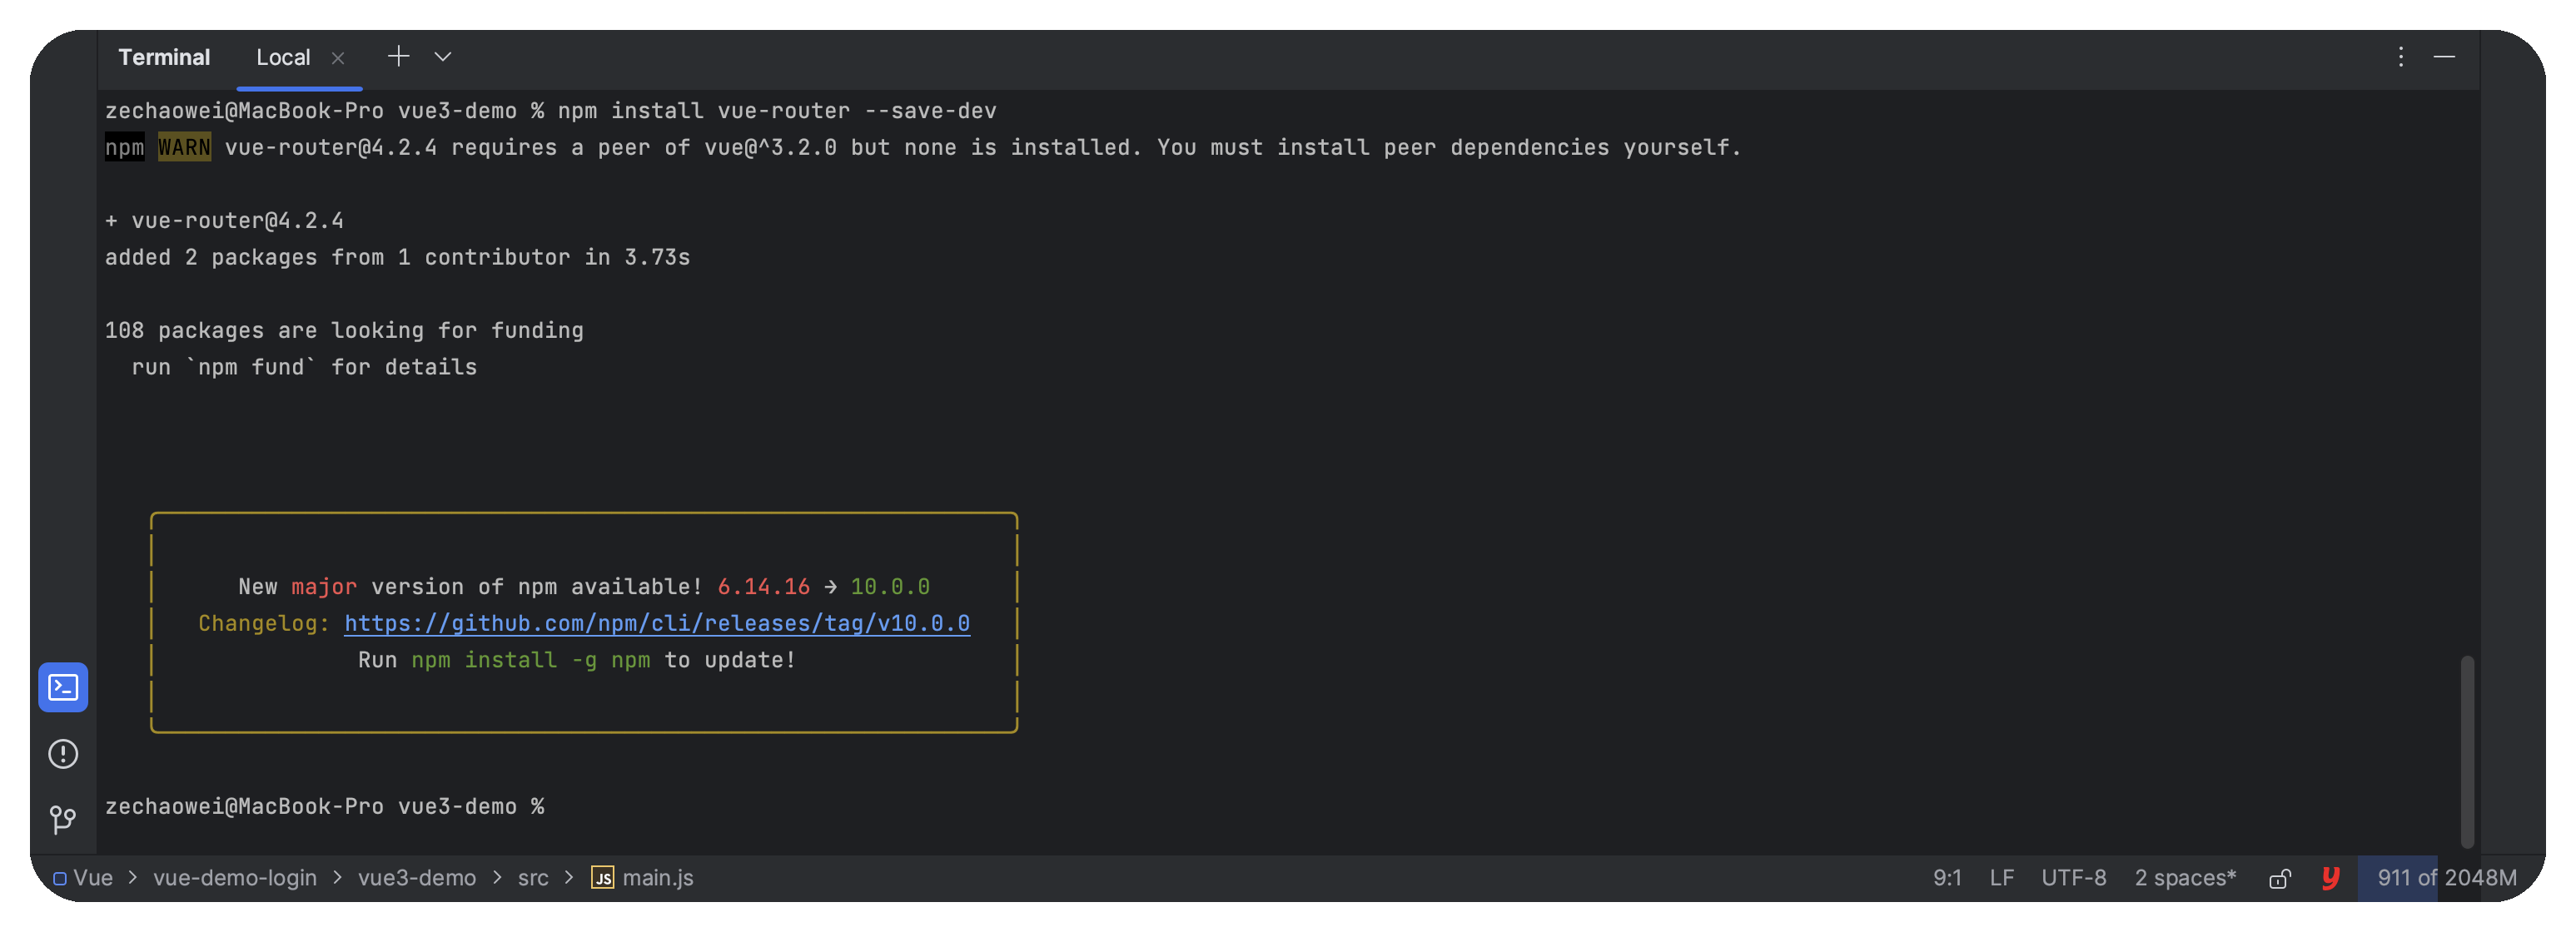 Terminal Local
zechaowei@MacBook-Pro vue3-demo % npm install vue-router --save-dev
npm WARN vue-router@4.2.4 requires a peer of vue@^3.2.0 but none is installed. You must install peer dependencies yourself.
+ vue-router@4.2.4
added 2 packages from 1 contributor in 3.73s
108 packages are looking for funding
run `npm fund` for details
New major version of npm available! 6.14.16 → 10.0.0
Changelog: https://github.com/npm/cli/releases/tag/v10.0.0
Run npm install -g npm to update!
zechaowei@MacBook-Pro vue3-demo %
Vue > vue-demo-login > vue3-demo > src > JS main.js 9:1 LF UTF-8 2 spaces* y 911 of 2048M